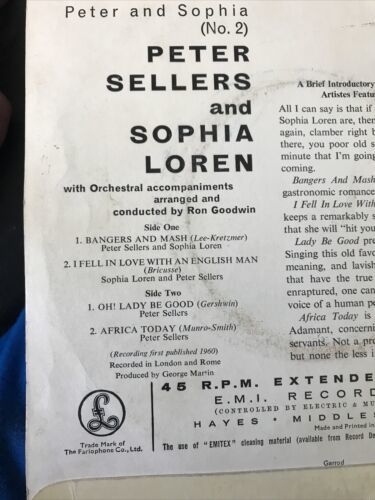 Peter and Sophia
(No. 2)
PETER
SELLERS
and
SOPHIA
LOREN
with Orchestral accompaniments
arranged and
conducted by Ron Goodwin
Side One
1. BANGERS AND MASH (Lee-Kretzmer)
Peter Sellers and Sophia Loren
2. I FELL IN LOVE WITH AN ENGLISH MAN
(Bricusse)
Sophia Loren and Peter Sellers
Side Two
1. OH! LADY BE GOOD (Gershwin)
Peter Sellers
2. AFRICA TODAY (Munro-Smith)
Peter Sellers
(Recording first published 1960)
Recorded in London and Rome
Produced by George Martin
A Brief Introductory
Artistes Featu
All I can say is that if
Sophia Loren are, then
again, clamber right b
there, you poor old s
minute that I'm going
coming.
Bangers And Mash
gastronomic romance
I Fell In Love With
keeps a remarkably s
that she will "hit you
Lady Be Good pr
Singing this old favo
meaning, and lavish
that have the true
enraptured, one can
voice of a human pe
Africa Today is
Adamant, concerni
servants. Not a pro
but none the less i
45 R.P.M. EXTENDE
E.M.I. RECOR
(CONTROLLED BY ELECTRIC & MU
HAYES · MIDDLE
Made and Printed in
The use of "EMITEX" cleaning material (available from Record De
£
Trade Mark of
The Parlophone Co., Ltd.
Garrod